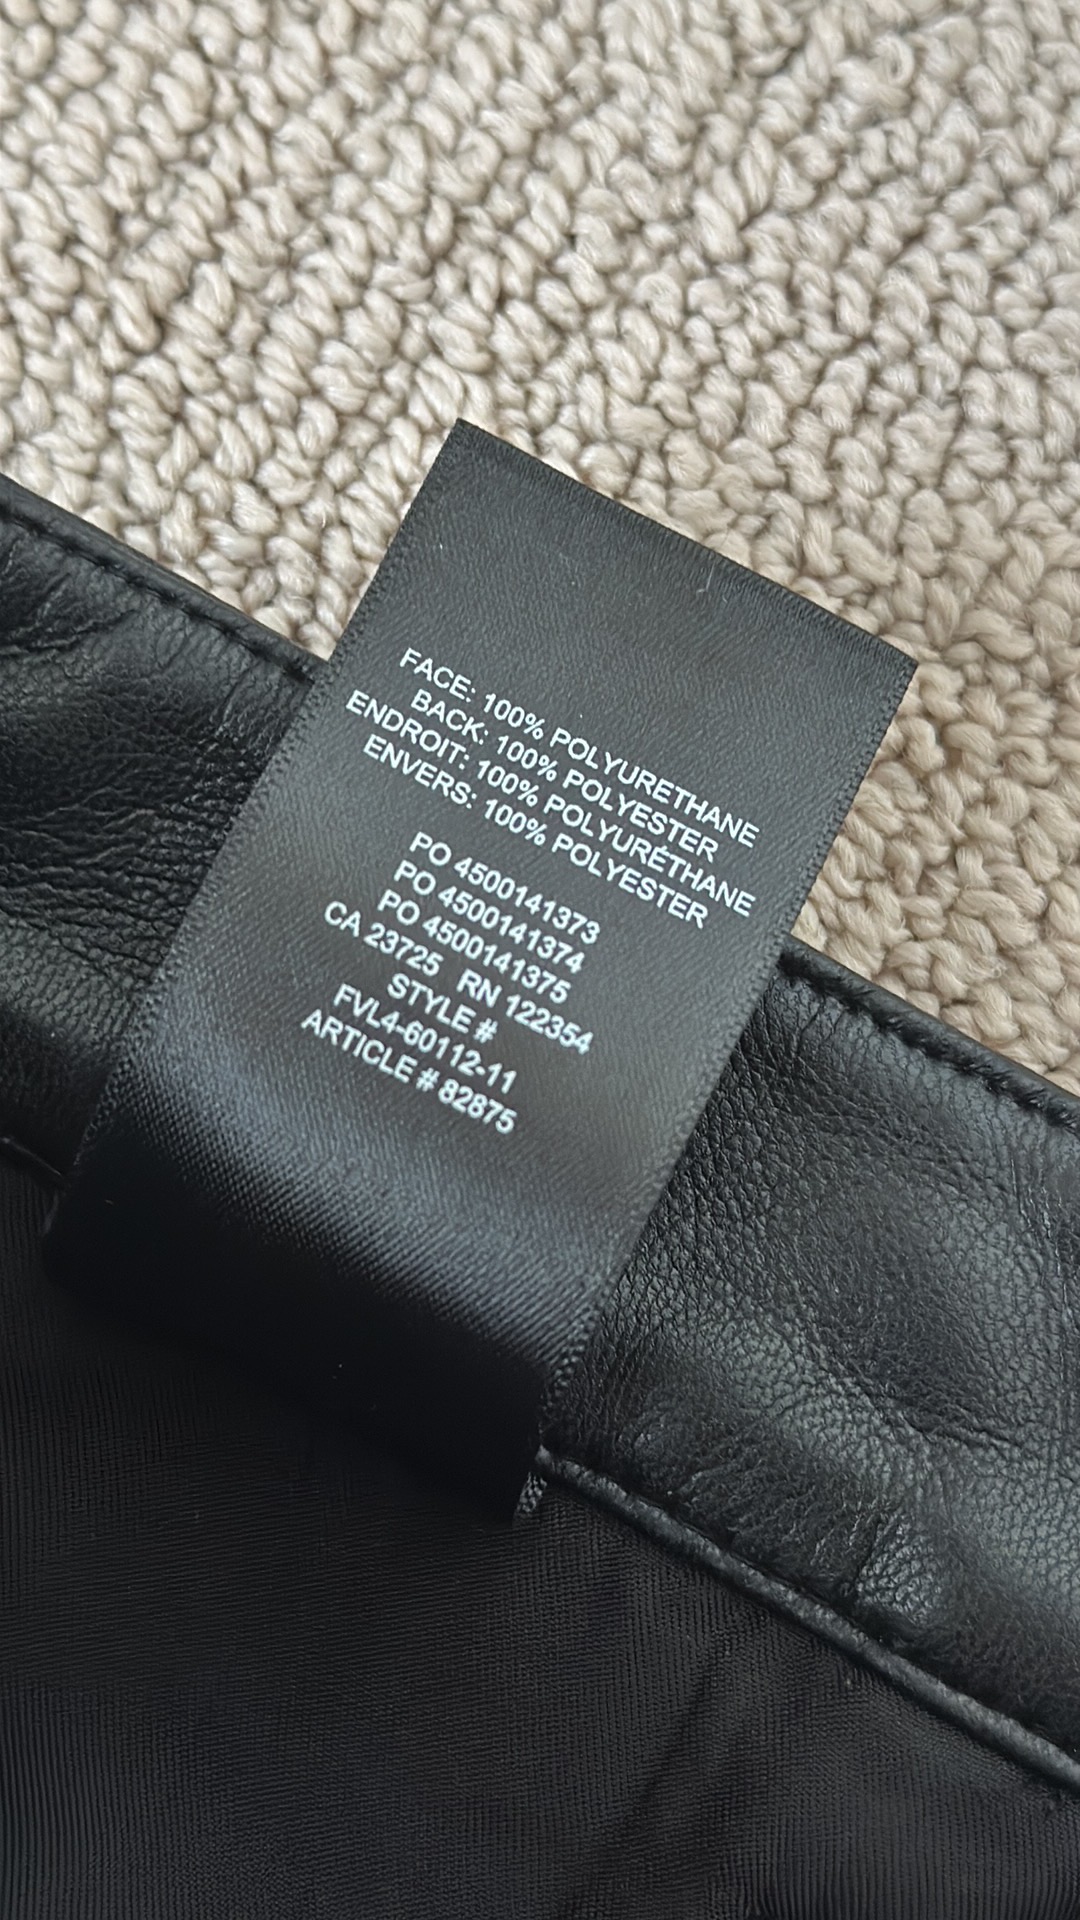 FACE: 100% POLYURETHANE
BACK: 100% POLYESTER
ENDROIT: 100% POLYURÉTHANE
ENVERS: 100% POLYESTER
PO 4500141373
PO 4500141374
PO 4500141375
CA 23725 RN 122354
STYLE #
FVL4-60112-11
ARTICLE # 82875